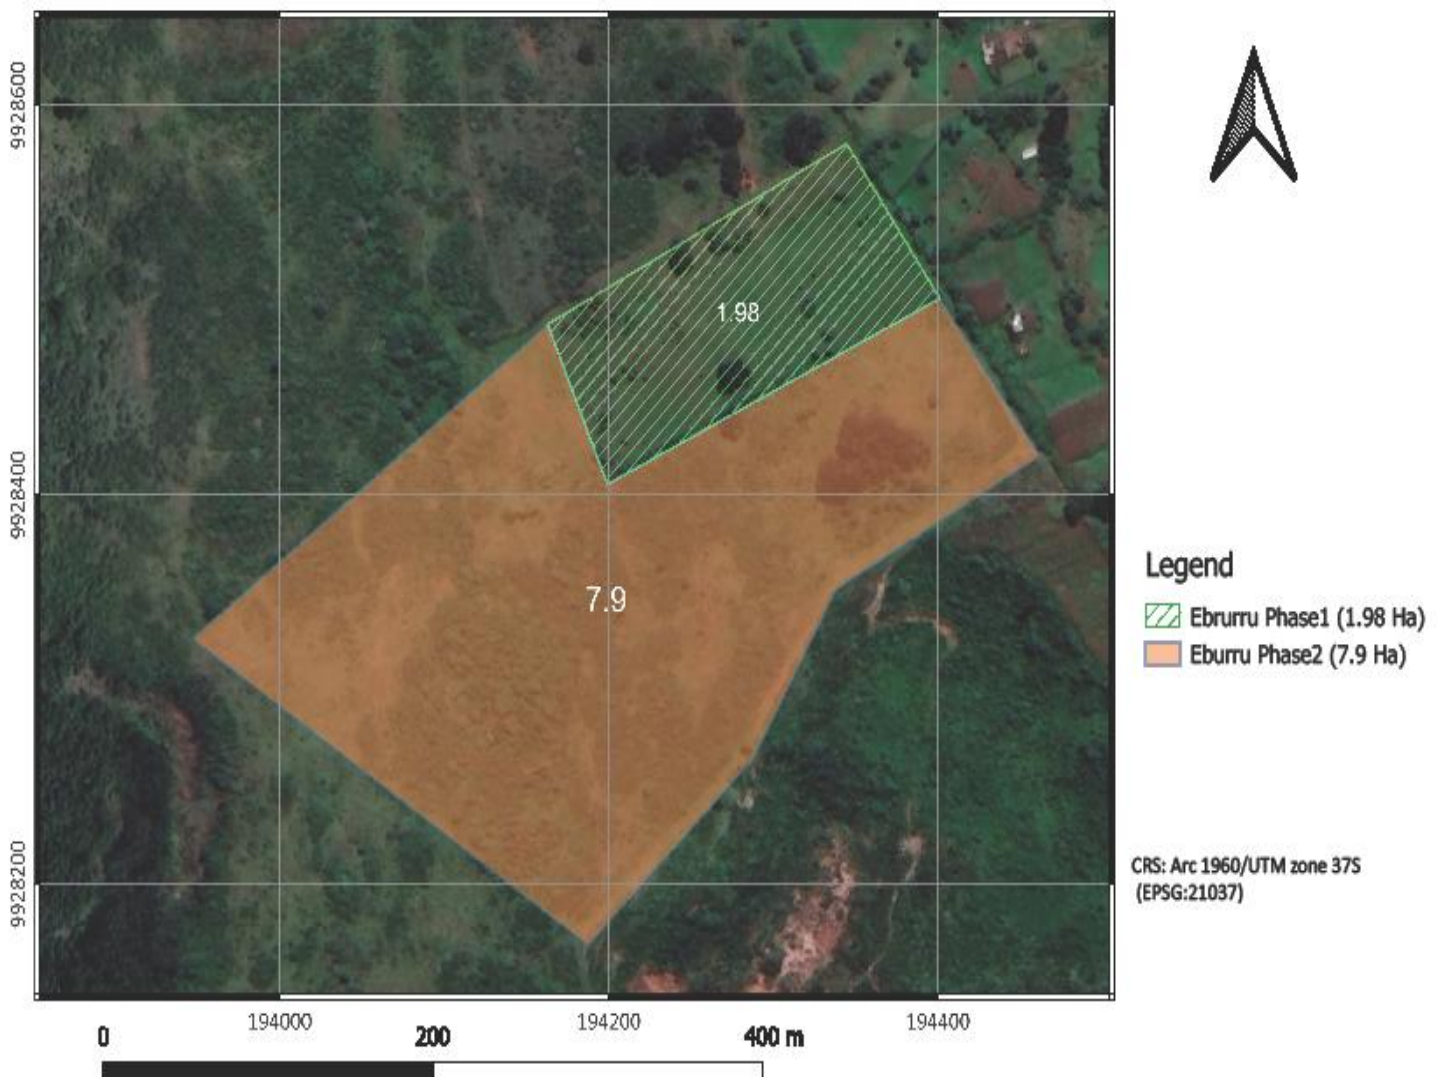 9928600
9928400
9928200
1.98
7.9
194000
194200
194400
0
200
400 m
Legend
Ebrurru Phase1 (1.98 Ha)
Eburru Phase2 (7.9 Ha)
CRS: Arc 1960/UTM zone 37S
(EPSG:21037)